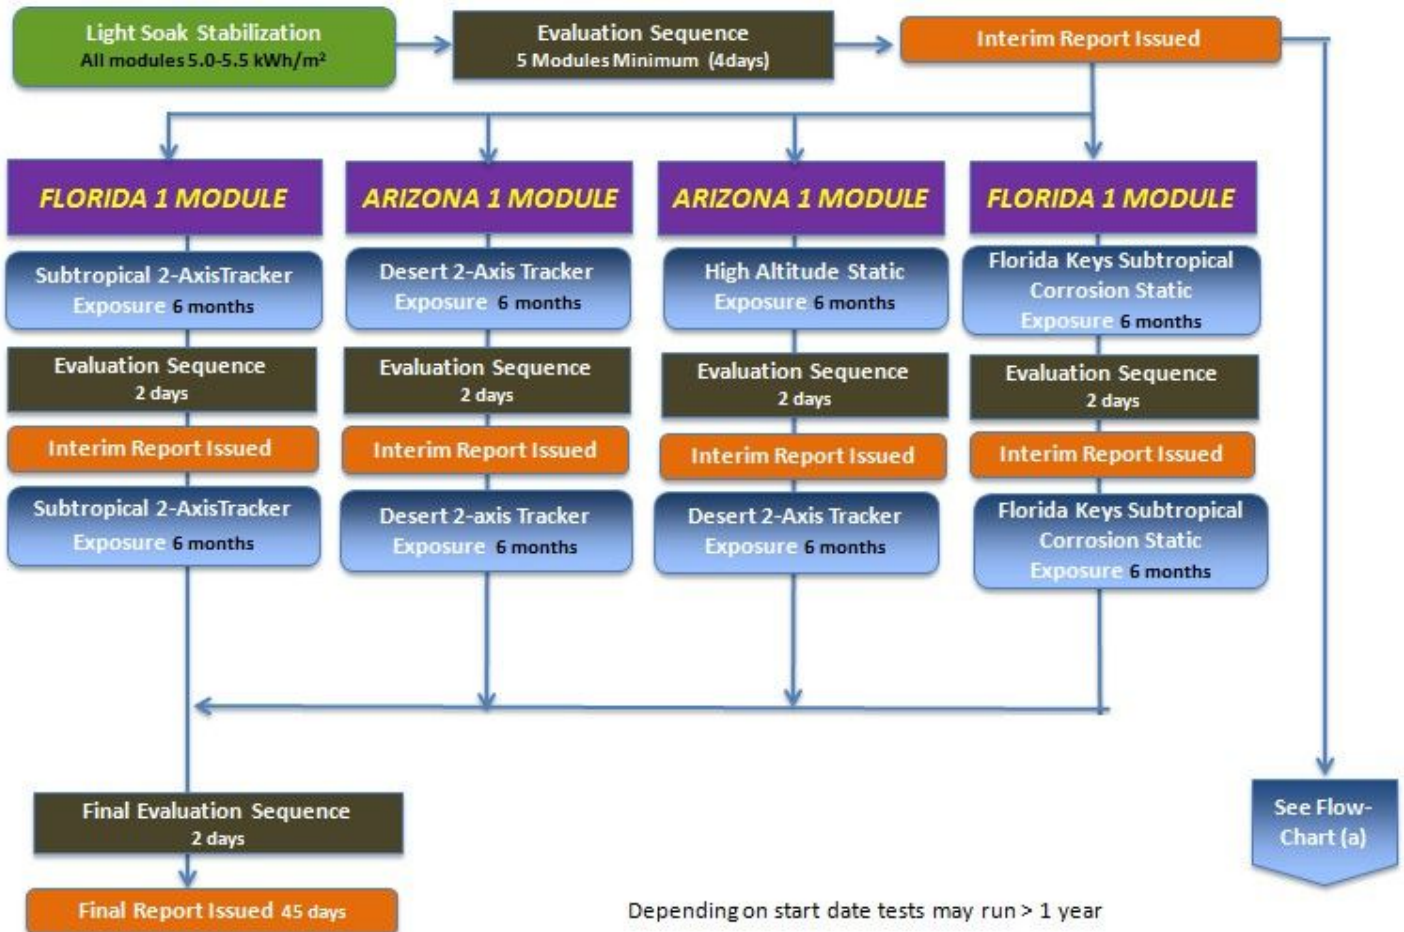 Light Soak Stabilization
All modules 5.0-5.5 kWh/m²
Evaluation Sequence
5 Modules Minimum (4days)
Interim Report Issued
FLORIDA 1 MODULE
ARIZONA 1 MODULE
ARIZONA 1 MODULE
FLORIDA 1 MODULE
Subtropical 2-AxisTracker
Exposure 6 months
Desert 2-Axis Tracker
Exposure 6 months
High Altitude Static
Exposure 6 months
Florida Keys Subtropical
Corrosion Static
Exposure 6 months
Evaluation Sequence
2 days
Evaluation Sequence
2 days
Evaluation Sequence
2 days
Evaluation Sequence
2 days
Interim Report Issued
Interim Report Issued
Interim Report Issued
Interim Report Issued
Subtropical 2-AxisTracker
Exposure 6 months
Desert 2-axis Tracker
Exposure 6 months
Desert 2-Axis Tracker
Exposure 6 months
Florida Keys Subtropical
Corrosion Static
Exposure 6 months
Final Evaluation Sequence
2 days
See Flow-
Chart (a)
Final Report Issued 45 days
Depending on start date tests may run > 1 year